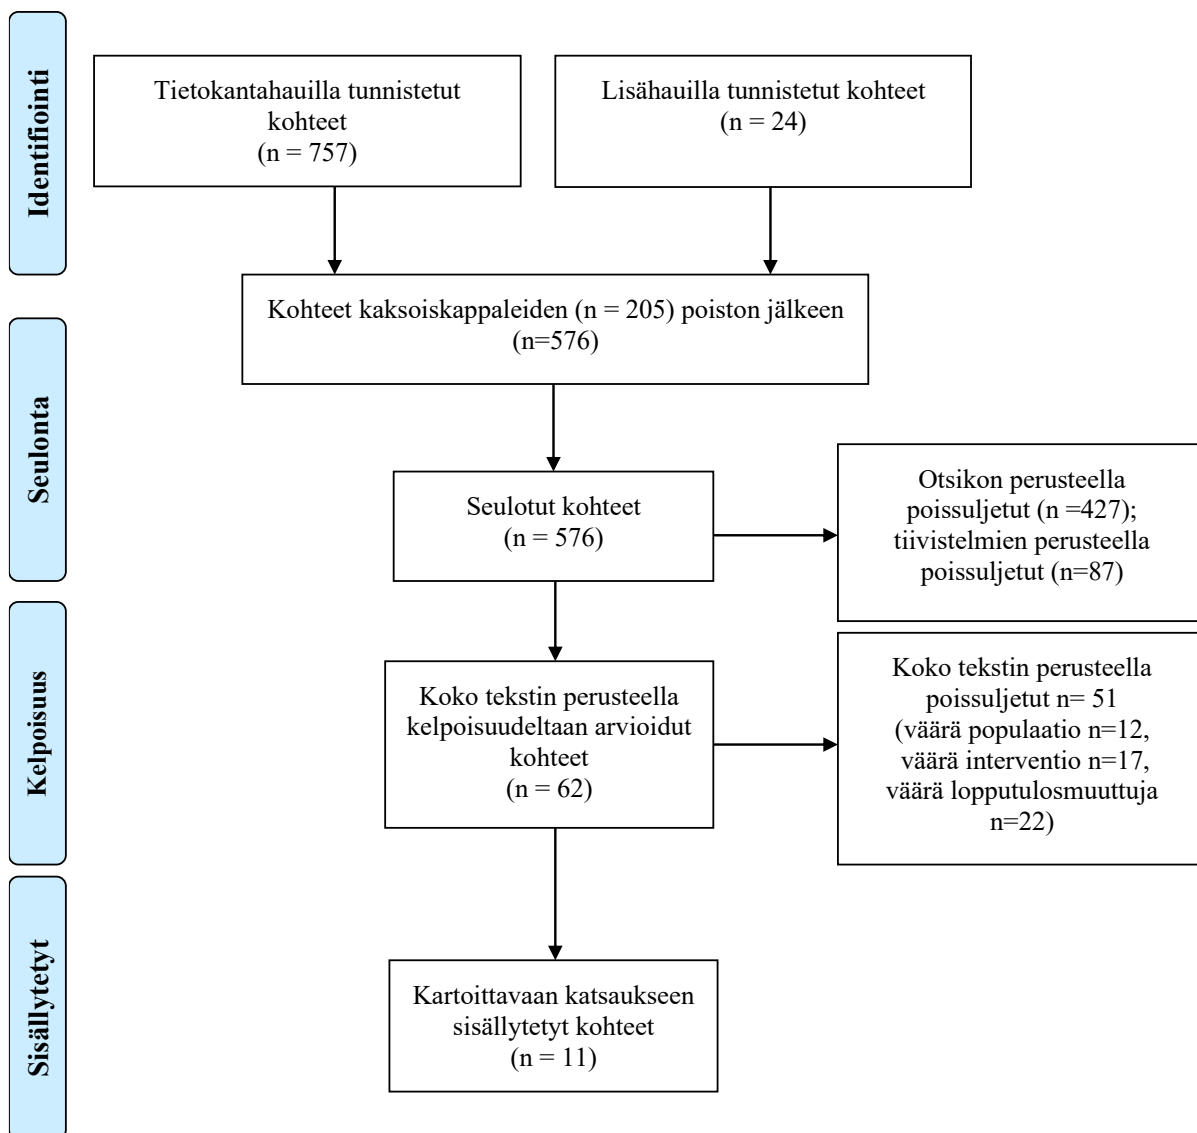 Identifiointi
Tietokantahauilla tunnistetut
kohteet
(n = 757)
Lisähauilla tunnistetut kohteet
(n = 24)
Kohteet kaksoiskappaleiden (n = 205) poiston jälkeen
(n=576)
Seulonta
Seulotut kohteet
(n = 576)
Otsikon perusteella
poissuljetut (n =427);
tiivistelmien perusteella
poissuljetut (n=87)
Kelpoisuus
Koko tekstin perusteella
kelpoisuudeltaan arvioidut
kohteet
(n = 62)
Koko tekstin perusteella
poissuljetut n= 51
(väärä populaatio n=12,
väärä interventio n=17,
väärä lopputulosmuuttuja
n=22)
Sisällytetyt
Kartoittavaan katsaukseen
sisällytetyt kohteet
(n = 11)